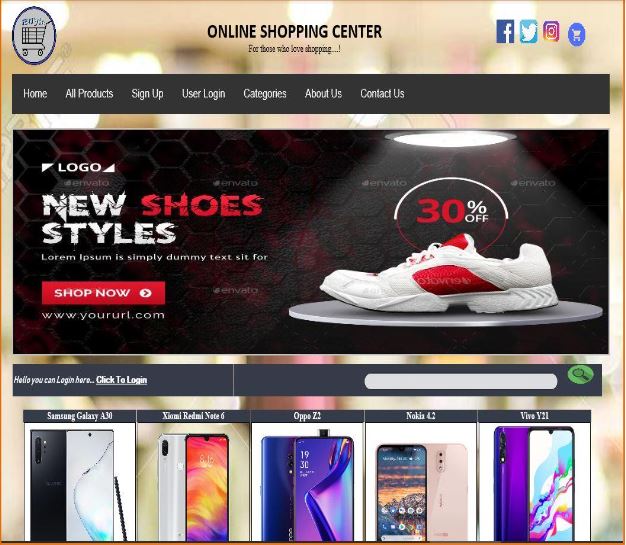 ONLINE SHOPPING CENTER
For those who love shopping....!
Home All Products Sign Up User Login Categories About Us Contact Us
LOGO
envato envato envato
NEW SHOES
STYLES
30%
OFF
Lorem Ipsum is simply dummy text sit for
SHOP NOW
envato envato
www.yoururl.com
Hello you can Login here... Click To Login
Samsung Galaxy A30 Xiomi Redmi Note 6 Oppo Z2 Nokia 4.2 Vivo Y21
19
30